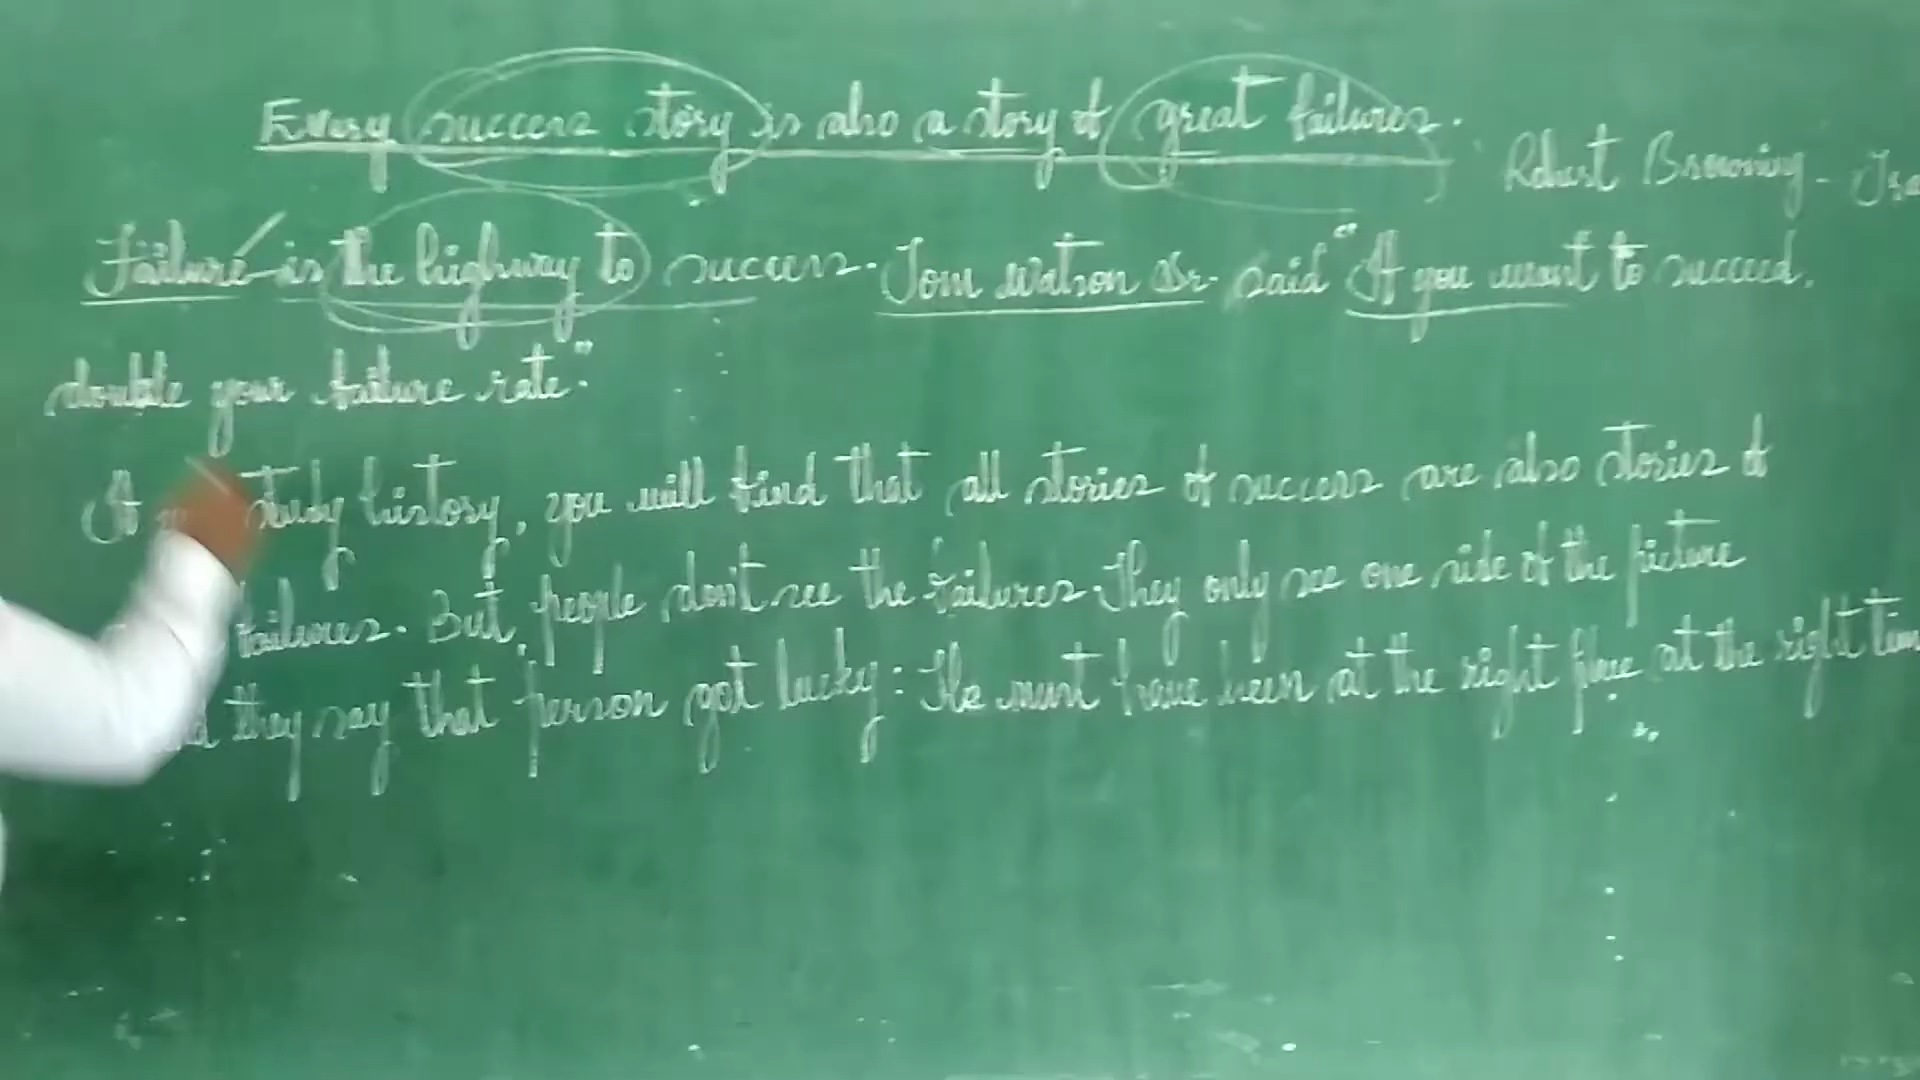 Every success story is also a story of great failures.
Robert Browning -
Failure is the highway to success. Tom Watson Sr. said "If you want to succeed,
double your failure rate."
If study history, you will find that all stories of success are also stories of
failures. But people don't see the failures. They only see one side of the picture
they say that person got lucky: He must have been at the right place at the right